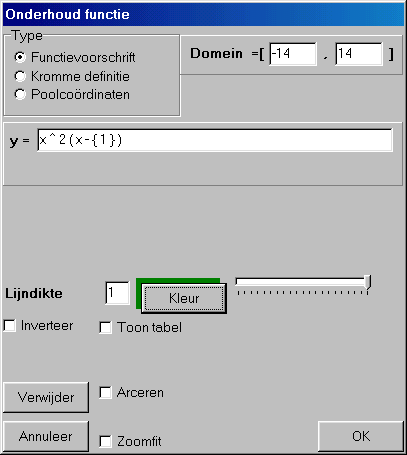 Onderhoud functie
Type
Functievoorschrift
Kromme definitie
Poolcoördinaten
Domein =[ -14 , 14 ]
y = x^2(x-{1})
Lijndikte 1 Kleur
Inverteer Toon tabel
Verwijder Arceren
Annuleer Zoomfit OK